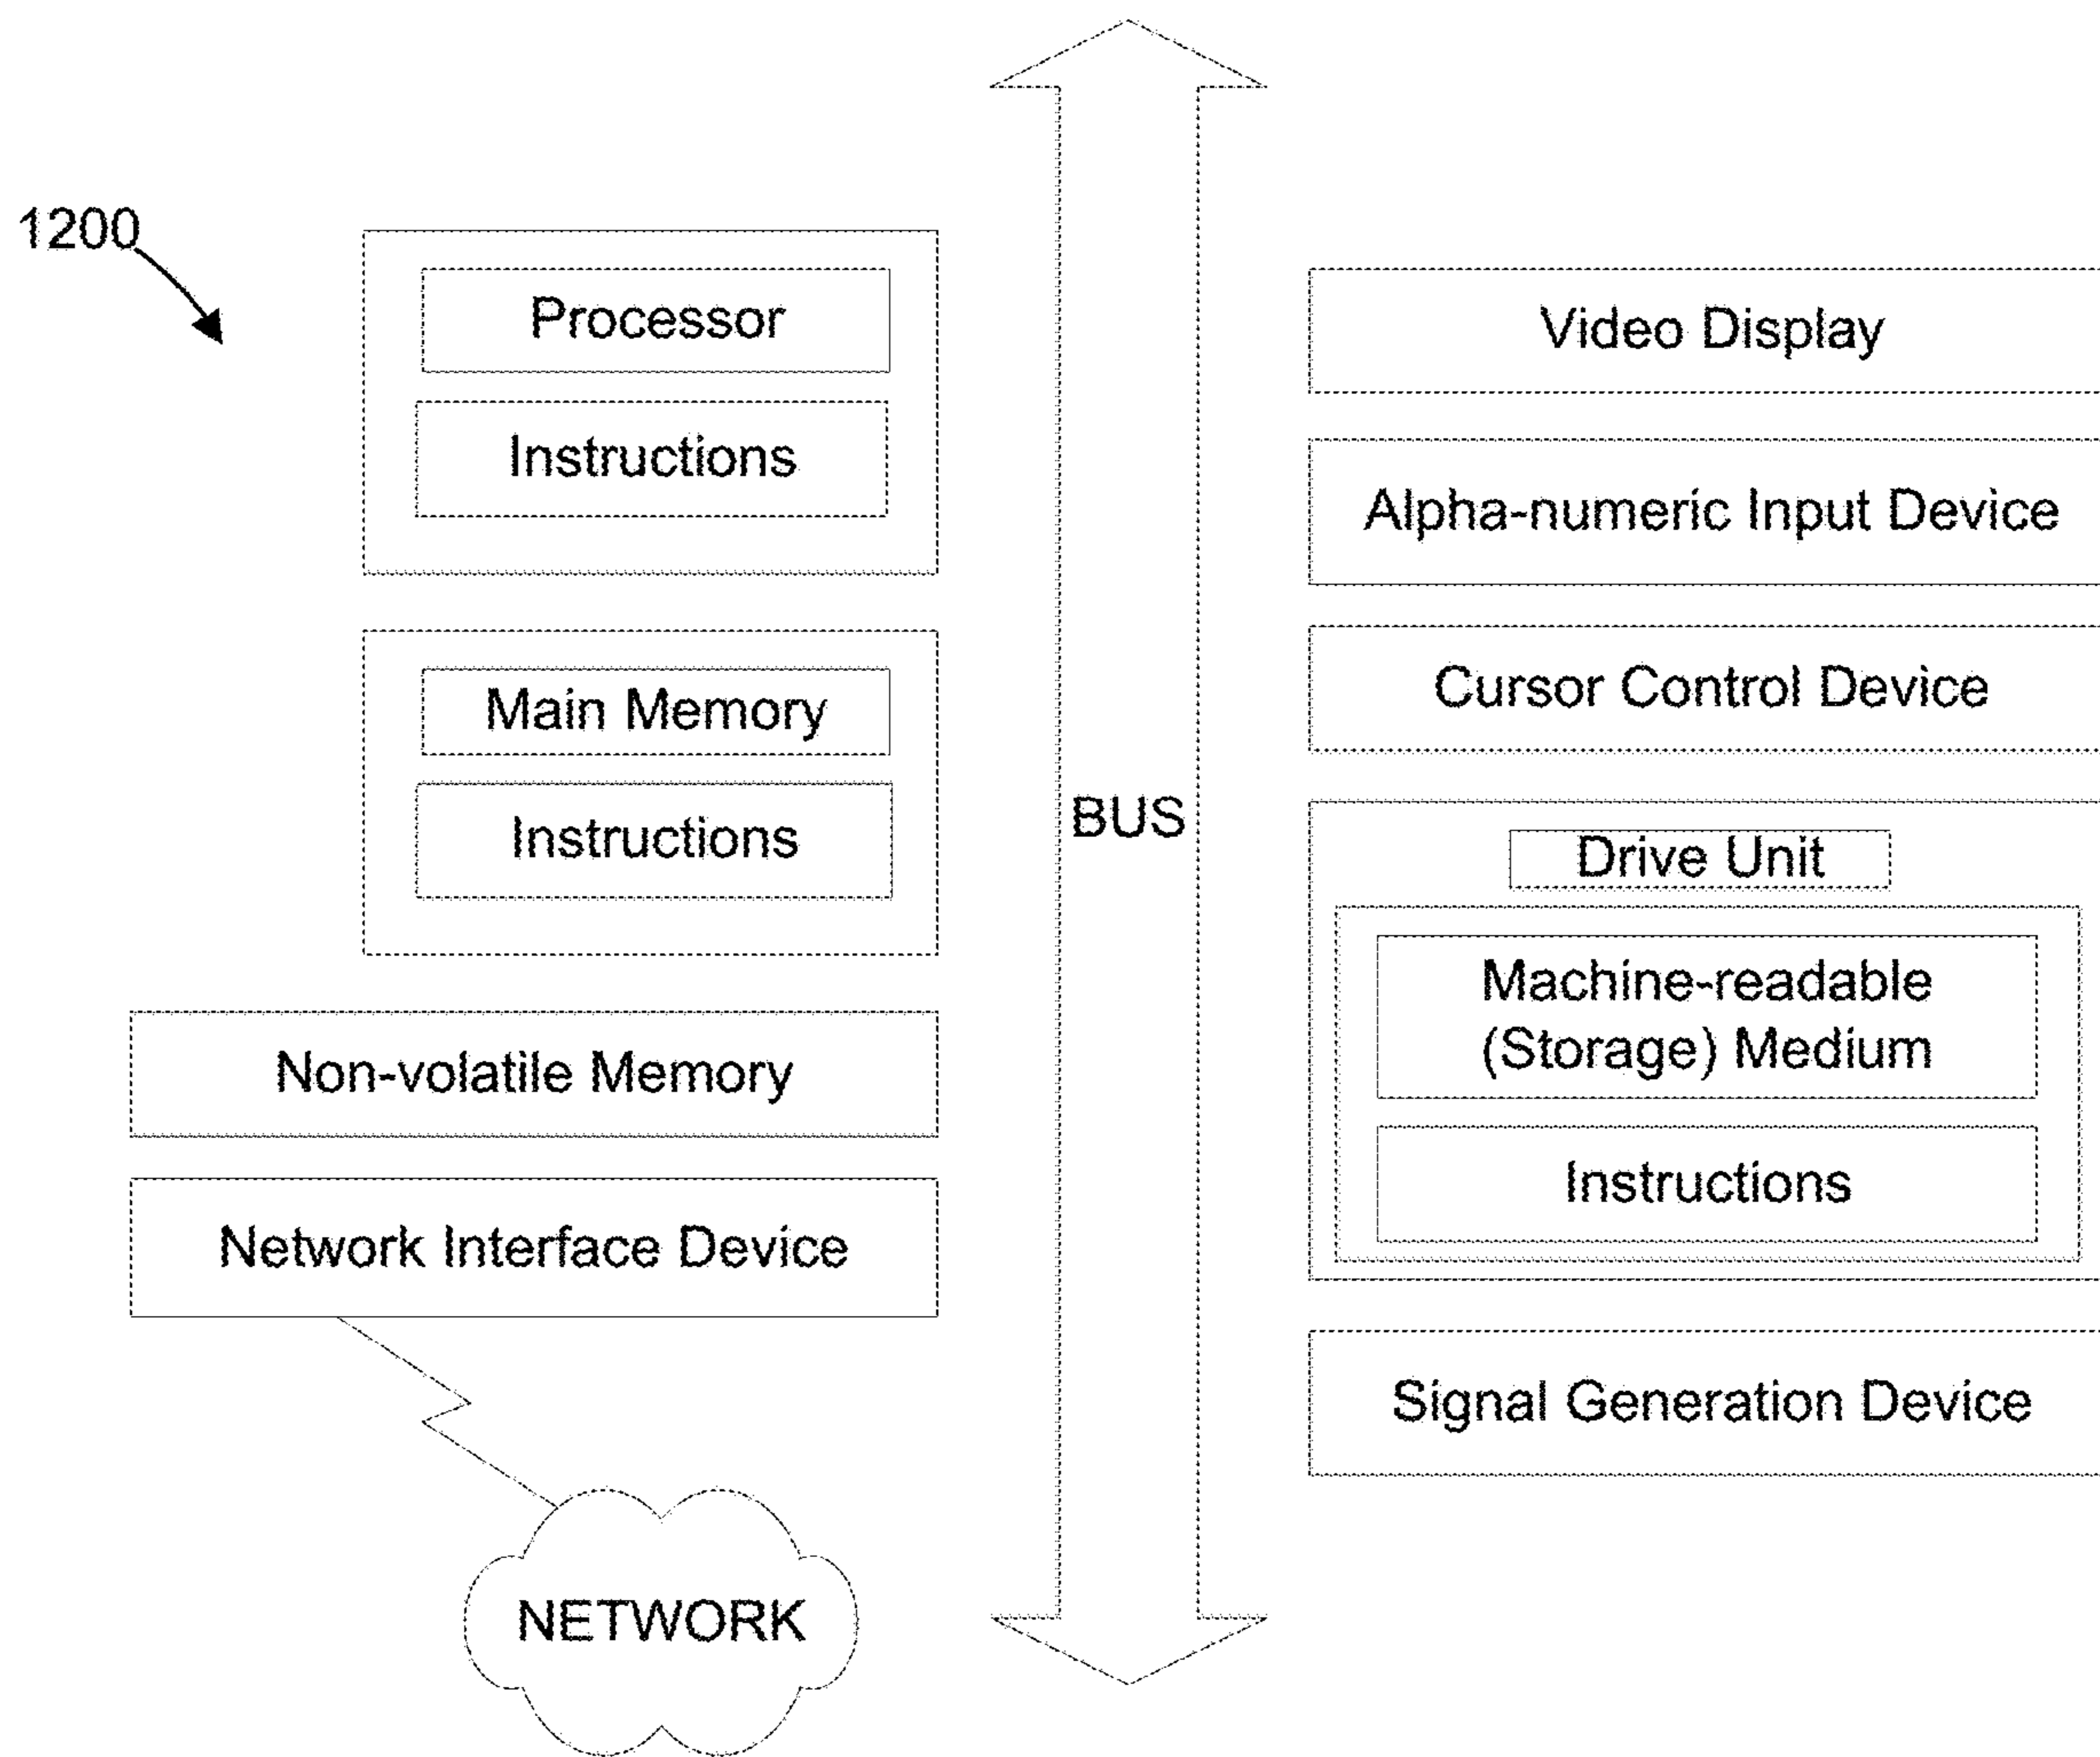 1200
Processor
Instructions
Main Memory
Instructions
Non-volatile Memory
Network Interface Device
NETWORK
BUS
Video Display
Alpha-numeric Input Device
Cursor Control Device
Drive Unit
Machine-readable
(Storage) Medium
Instructions
Signal Generation Device